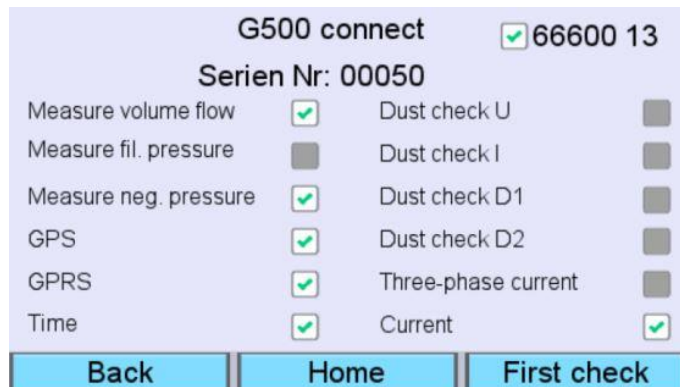 G500 connect 66600 13
Serien Nr: 00050
Measure volume flow Dust check U
Measure fil. pressure Dust check I
Measure neg. pressure Dust check D1
GPS Dust check D2
GPRS Three-phase current
Time Current
Back Home First check